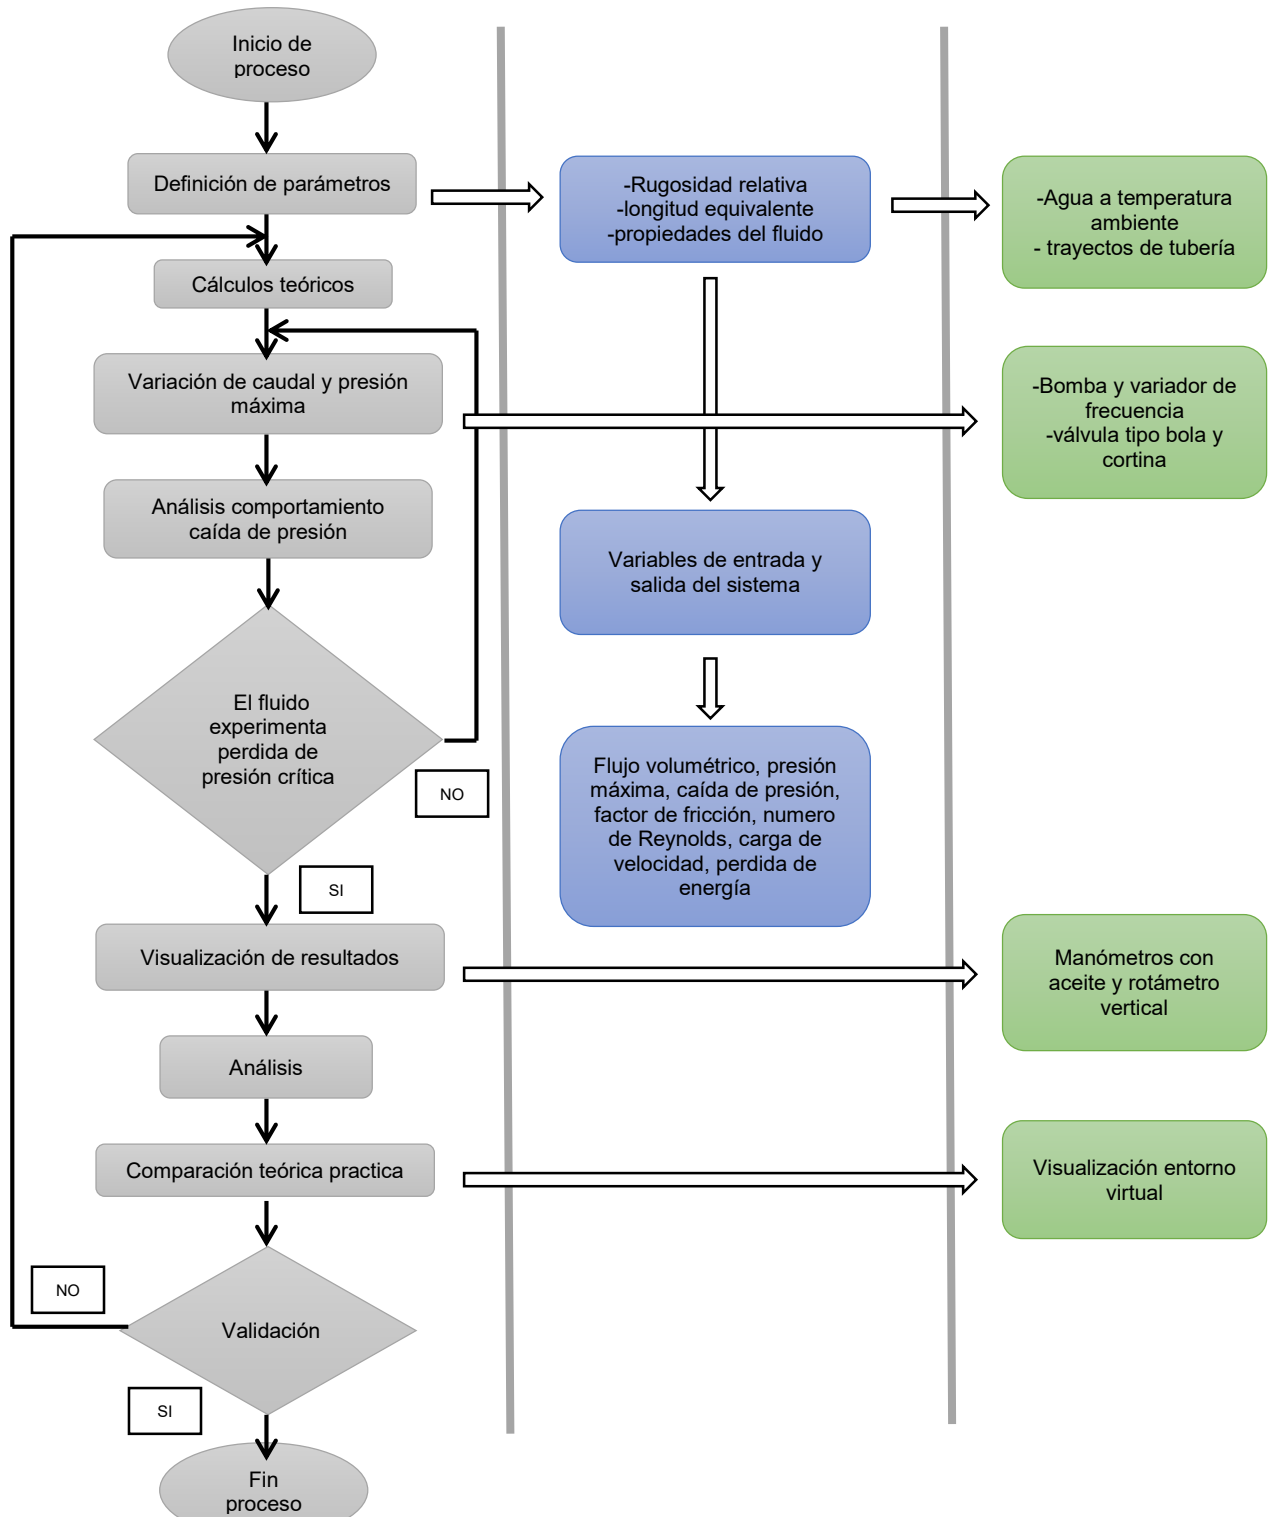 Inicio de
proceso
Definición de parámetros
-Rugosidad relativa
-longitud equivalente
-propiedades del fluido
-Agua a temperatura
ambiente
- trayectos de tubería
Cálculos teóricos
Variación de caudal y presión
máxima
-Bomba y variador de
frecuencia
-válvula tipo bola y
cortina
Análisis comportamiento
caída de presión
Variables de entrada y
salida del sistema
El fluido
experimenta
perdida de
presión crítica
NO
Flujo volumétrico, presión
máxima, caída de presión,
factor de fricción, numero
de Reynolds, carga de
velocidad, perdida de
energía
SI
Visualización de resultados
Manómetros con
aceite y rotámetro
vertical
Análisis
Comparación teórica practica
Visualización entorno
virtual
NO
Validación
SI
Fin
proceso